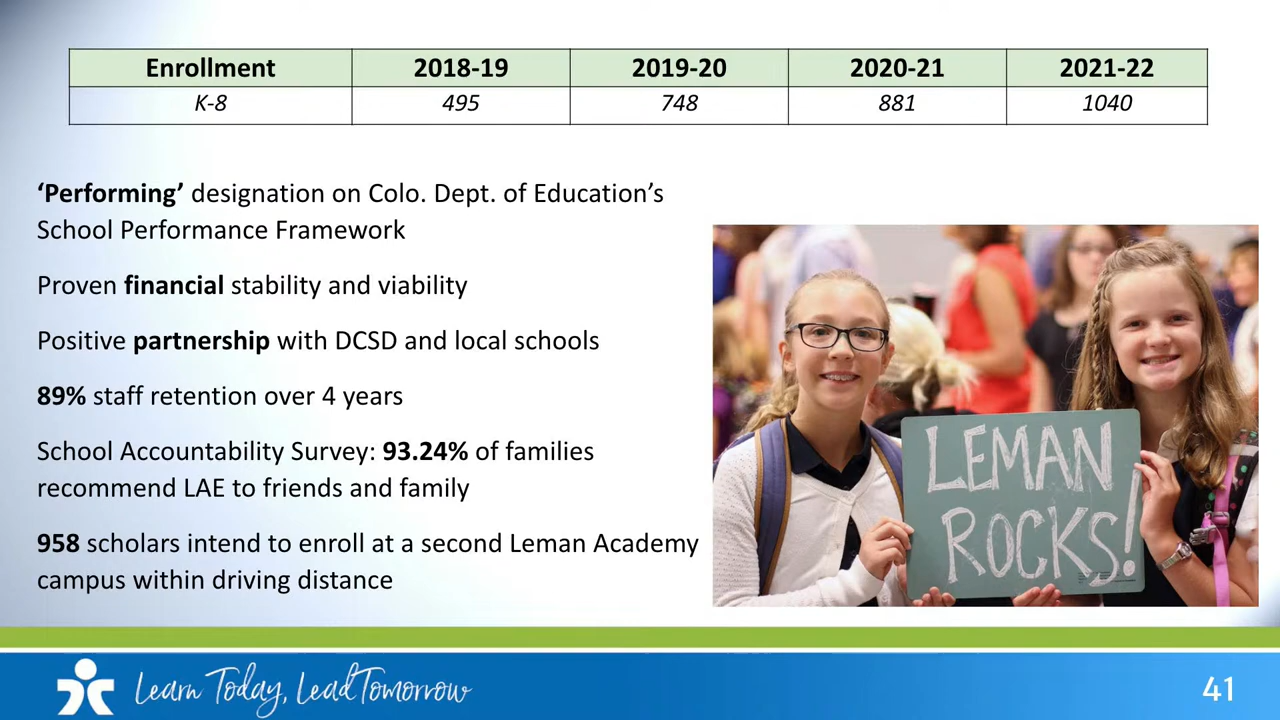 Enrollment 2018-19 2019-20 2020-21 2021-22
K-8 495 748 881 1040
‘Performing’ designation on Colo. Dept. of Education’s
School Performance Framework
Proven financial stability and viability
Positive partnership with DCSD and local schools
89% staff retention over 4 years
School Accountability Survey: 93.24% of families
recommend LAE to friends and family
958 scholars intend to enroll at a second Leman Academy
campus within driving distance
LEMAN
ROCKS!
Learn Today, Lead Tomorrow
41